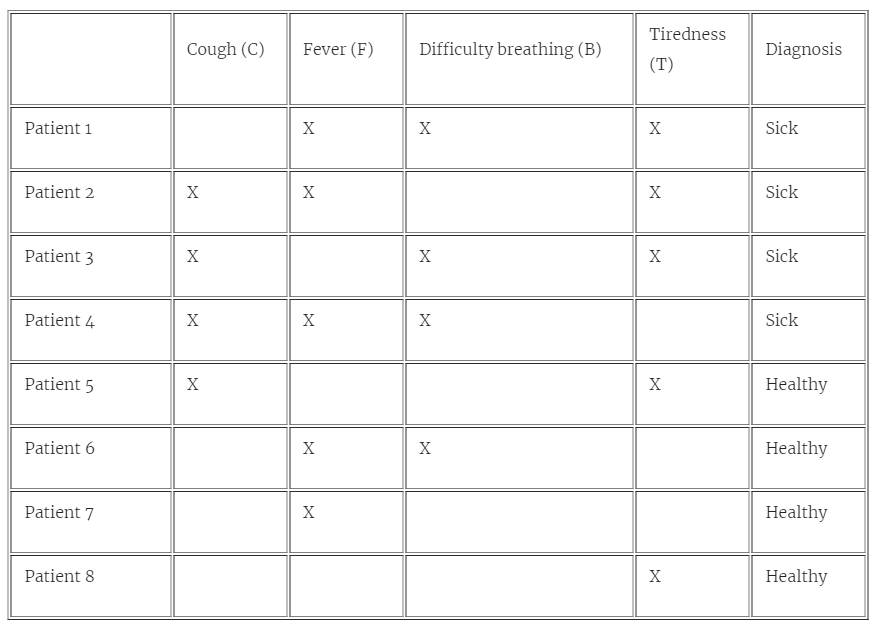 Cough (C) Fever (F) Difficulty breathing (B) Tiredness (T) Diagnosis
Patient 1 X X X Sick
Patient 2 X X X Sick
Patient 3 X X X Sick
Patient 4 X X X Sick
Patient 5 X X Healthy
Patient 6 X X Healthy
Patient 7 X Healthy
Patient 8 X Healthy